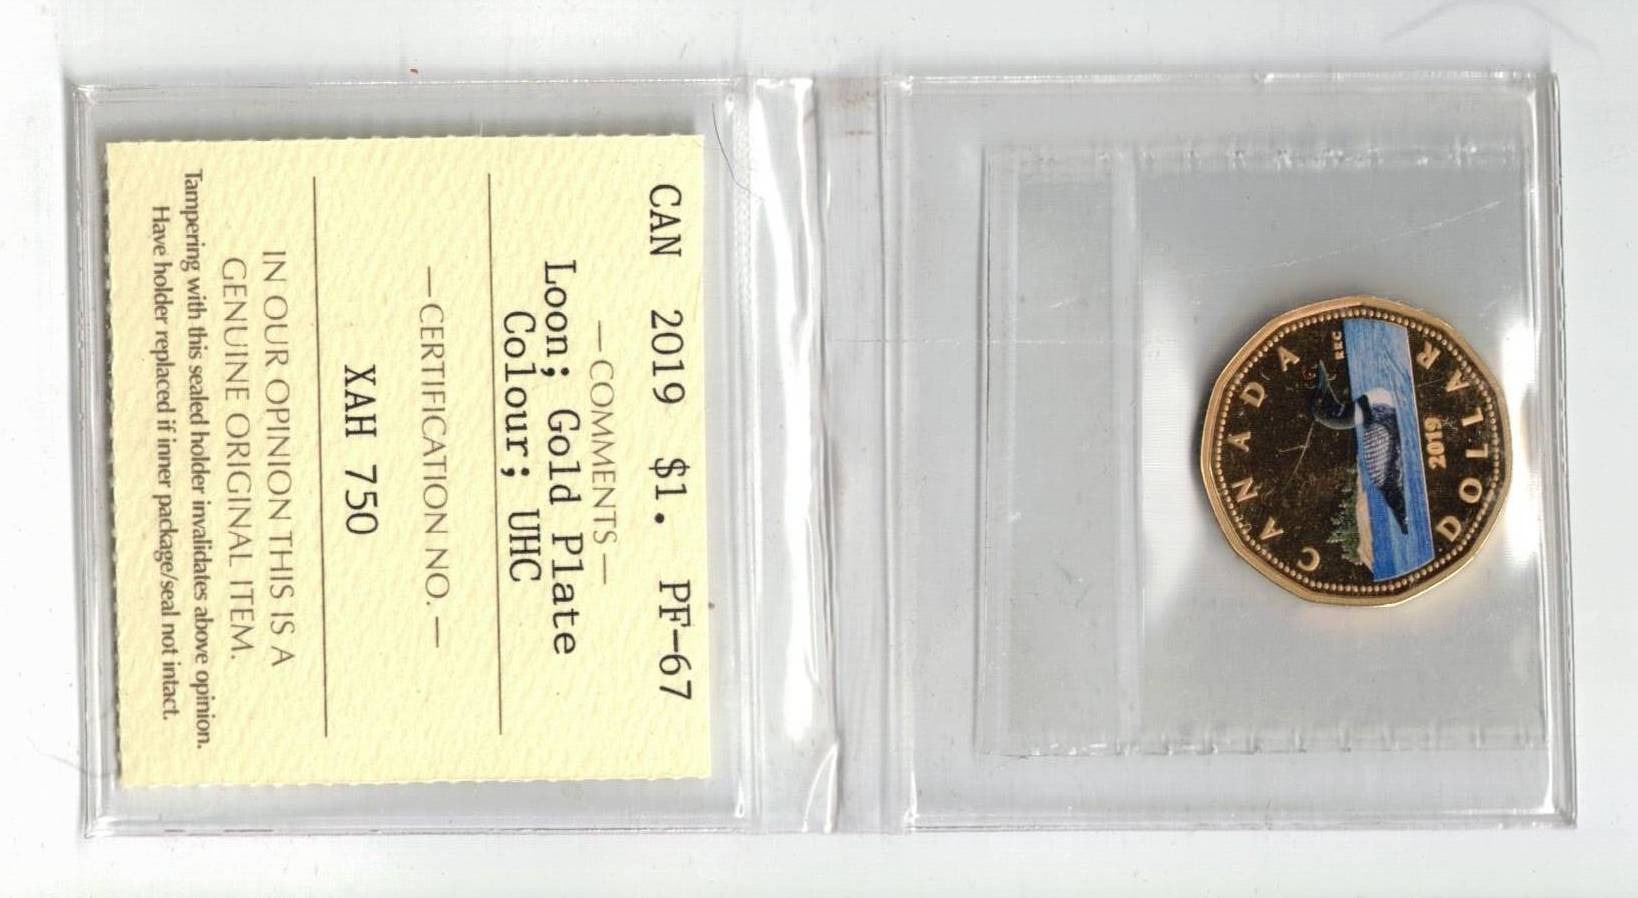 CAN 2019 $1. PF-67
—COMMENTS—
Loon; Gold Plate
Colour; UHC
—CERTIFICATION NO.—
XAH 750
IN OUR OPINION THIS IS A
GENUINE ORIGINAL ITEM.
Tampering with this sealed holder invalidates above opinion.
Have holder replaced if inner package/seal not intact.
CANADA
RRC
2019
DOLLAR